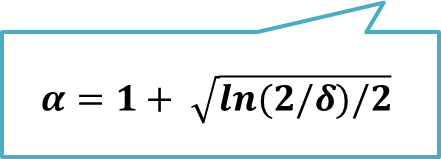 α = 1 + √ln(2/δ)/2